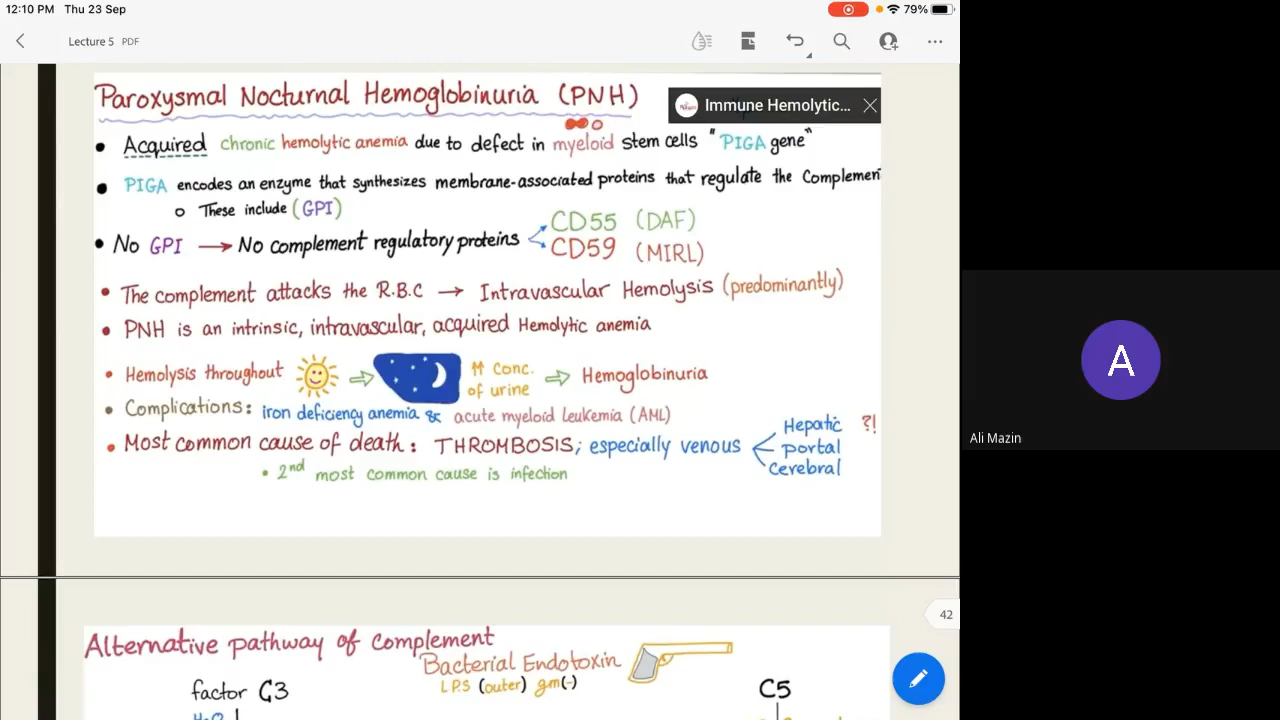 12:10 PM Thu 23 Sep
79%
Lecture 5 PDF
Paroxysmal Nocturnal Hemoglobinuria (PNH)
Immune Hemolytic...
• Acquired chronic hemolytic anemia due to defect in myeloid stem cells "PIGA gene"
• PIGA encodes an enzyme that synthesizes membrane-associated proteins that regulate the Complemen
o These include (GPI)
• No GPI → No complement regulatory proteins
CD55 (DAF)
CD59 (MIRL)
• The complement attacks the R.B.C → Intravascular Hemolysis (predominantly)
• PNH is an intrinsic, intravascular, acquired Hemolytic anemia
• Hemolysis throughout ⇒ ⇑ Conc. of urine ⇒ Hemoglobinuria
• Complications: iron deficiency anemia & acute myeloid Leukemia (AML)
• Most common cause of death: THROMBOSIS; especially venous
Hepatic ?!
portal
cerebral
• 2nd most common cause is infection
42
Alternative pathway of complement
Bacterial Endotoxin
L.P.S (outer) gm(-)
factor C3
C5
H2O
A
Ali Mazin